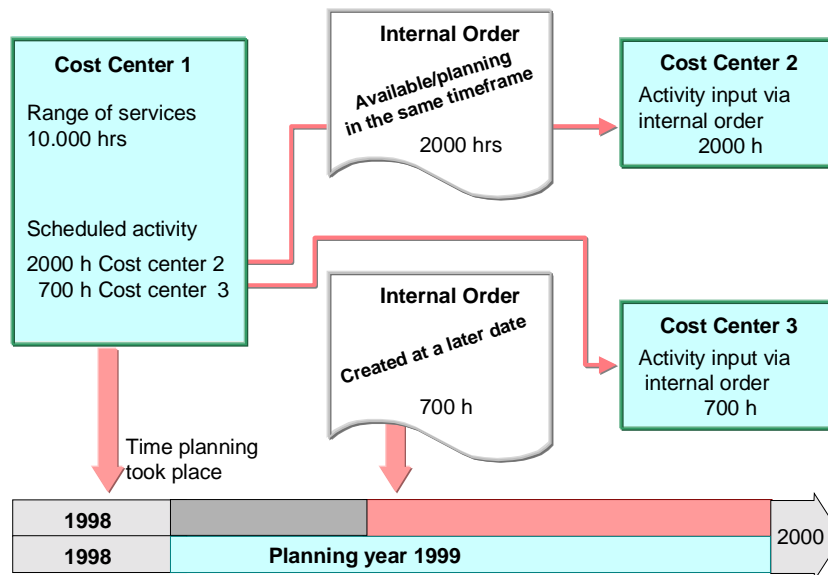 Cost Center 1
Range of services
10.000 hrs
Scheduled activity
2000 h Cost center 2
700 h Cost center 3
Internal Order
Available/planning
in the same timeframe
2000 hrs
Cost Center 2
Activity input via
internal order
2000 h
Internal Order
Created at a later date
700 h
Cost Center 3
Activity input via
internal order
700 h
Time planning
took place
1998
1998
Planning year 1999
2000